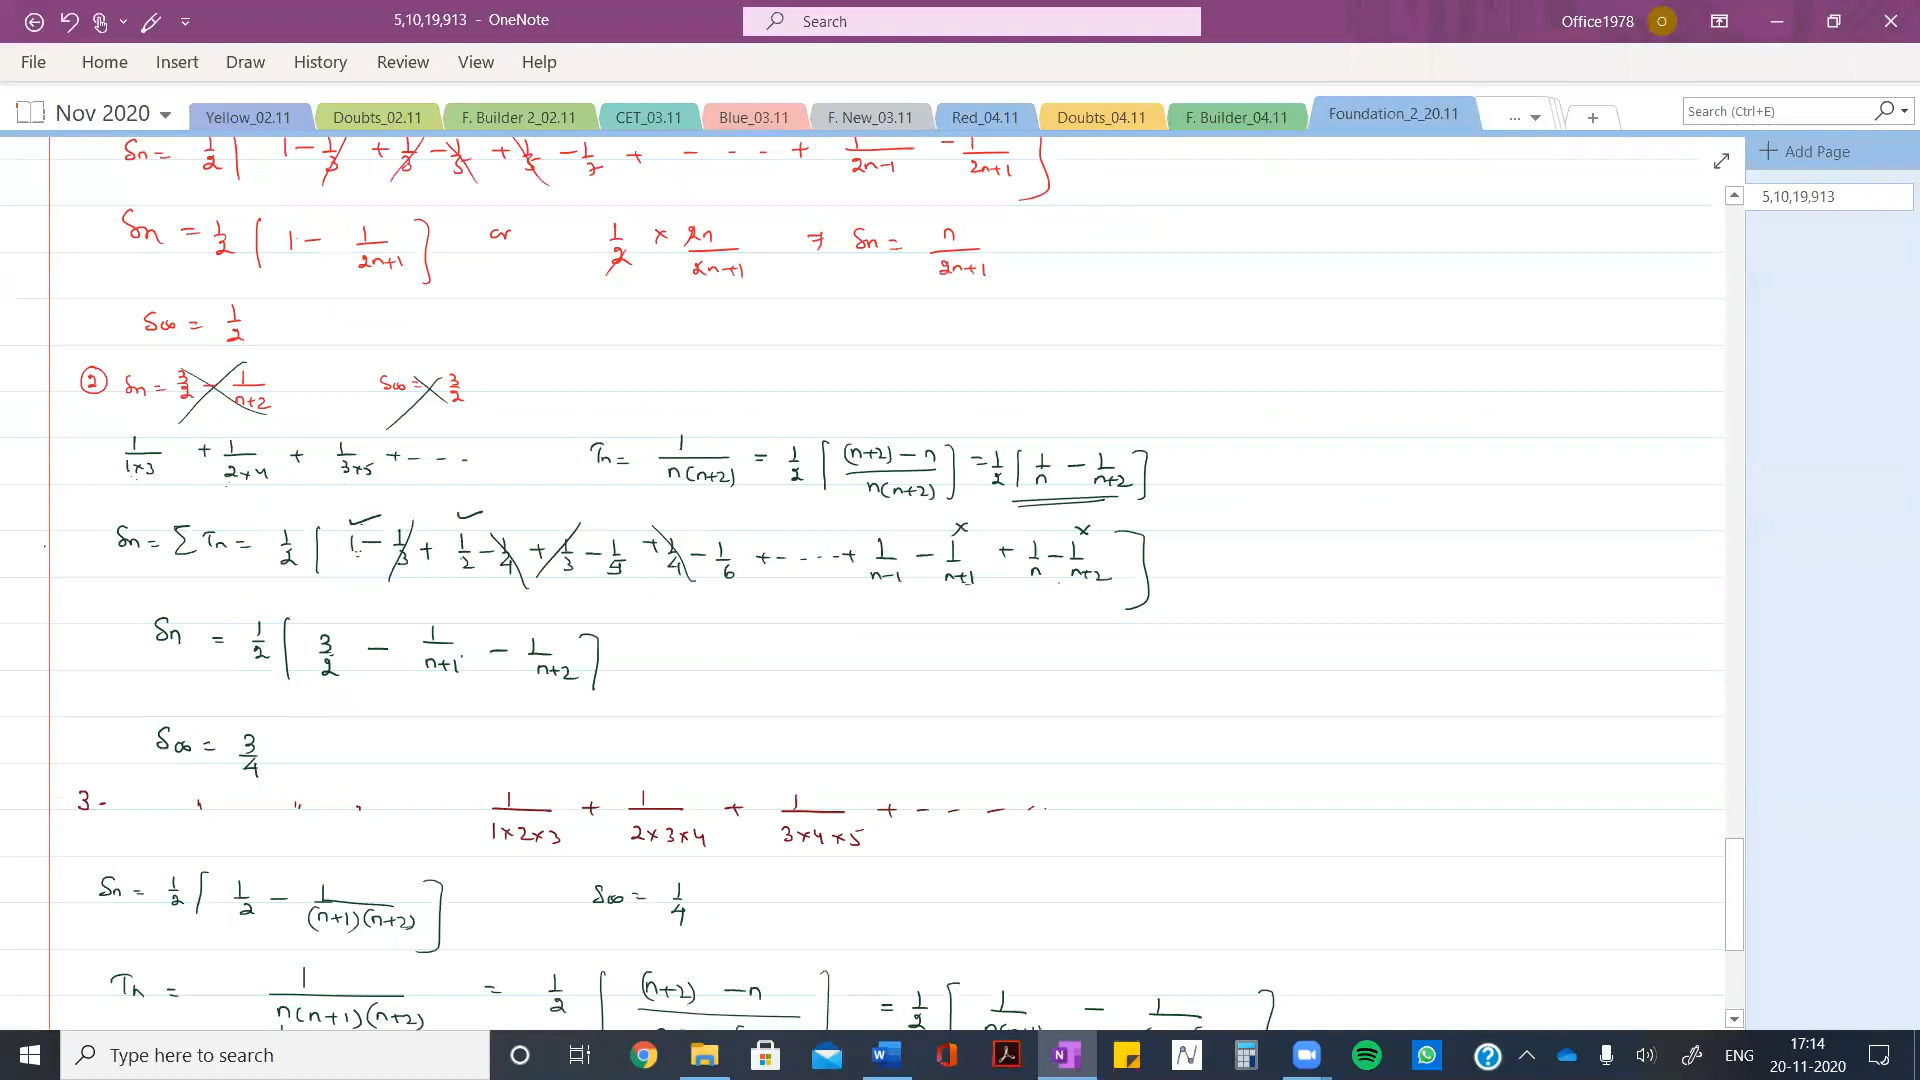 5,10,19,913 - OneNote
Search
Office1978 O
File Home Insert Draw History Review View Help
Nov 2020
Yellow_02.11 Doubts_02.11 F. Builder 2_02.11 CET_03.11 Blue_03.11 F. New_03.11 Red_04.11 Doubts_04.11 F. Builder_04.11 Foundation_2_20.11 ... +
Search (Ctrl+E)
+ Add Page
5,10,19,913
Sn = 1/2 [ 1 - 1/3 + 1/3 - 1/5 + 1/5 - 1/7 + - - - + 1/2n-1 - 1/2n+1 ]
Sn = 1/2 [ 1 - 1/2n+1 ] or 1/2 × 2n/2n+1 ⇒ Sn = n/2n+1
S∞ = 1/2
② Sn = 3/2 - 1/n+2 S∞ = 3/2
1/1×3 + 1/2×4 + 1/3×5 + - - - Tn = 1/n(n+2) = 1/2 [ (n+2) - n/n(n+2) ] = 1/2 [ 1/n - 1/n+2 ]
Sn = ∑ Tn = 1/2 [ 1 - 1/3 + 1/2 - 1/4 + 1/3 - 1/5 + 1/4 - 1/6 + - - - - + 1/n-1 - 1/n+1 + 1/n - 1/n+2 ]
Sn = 1/2 [ 3/2 - 1/n+1 - 1/n+2 ]
S∞ = 3/4
3- " " " 1/1×2×3 + 1/2×3×4 + 1/3×4×5 + - - - - -
Sn = 1/2 [ 1/2 - 1/(n+1)(n+2) ] S∞ = 1/4
Tn = 1/n(n+1)(n+2) = 1/2 [ (n+2) - n ] = 1/2 [ 1/n(n+1) - 1/ ]
Type here to search
ENG
17:14
20-11-2020